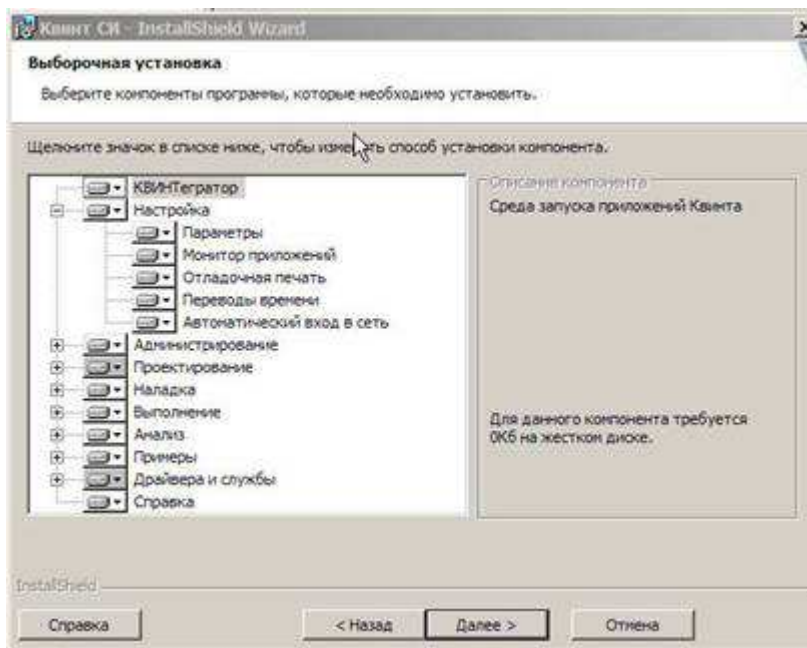 Квинт СИ - InstallShield Wizard
Выборочная установка
Выберите компоненты программы, которые необходимо установить.
Щелкните значок в списке ниже, чтобы изменить способ установки компонента.
КВИНТегратор
Настройка
Параметры
Монитор приложений
Отладочная печать
Переводы времени
Автоматический вход в сеть
Администрирование
Проектирование
Наладка
Выполнение
Анализ
Примеры
Драйвера и службы
Справка
Описание компонента
Среда запуска приложений Квинта
Для данного компонента требуется
0Кб на жестком диске.
InstallShield
Справка
< Назад
Далее >
Отмена